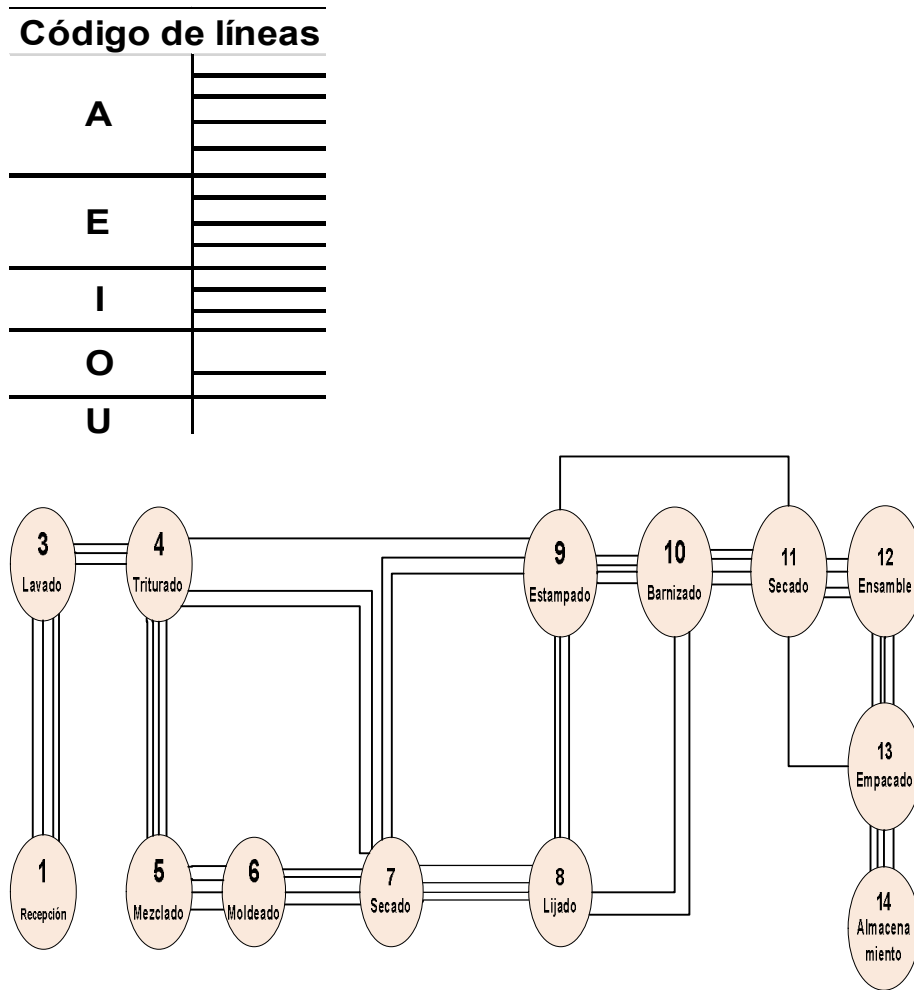 Código de líneas
A
E
I
O
U
3
Lavado
4
Triturado
9
Estampado
10
Barnizado
11
Secado
12
Ensamble
13
Empacado
1
Recepción
5
Mezclado
6
Moldeado
7
Secado
8
Lijado
14
Almacena
miento